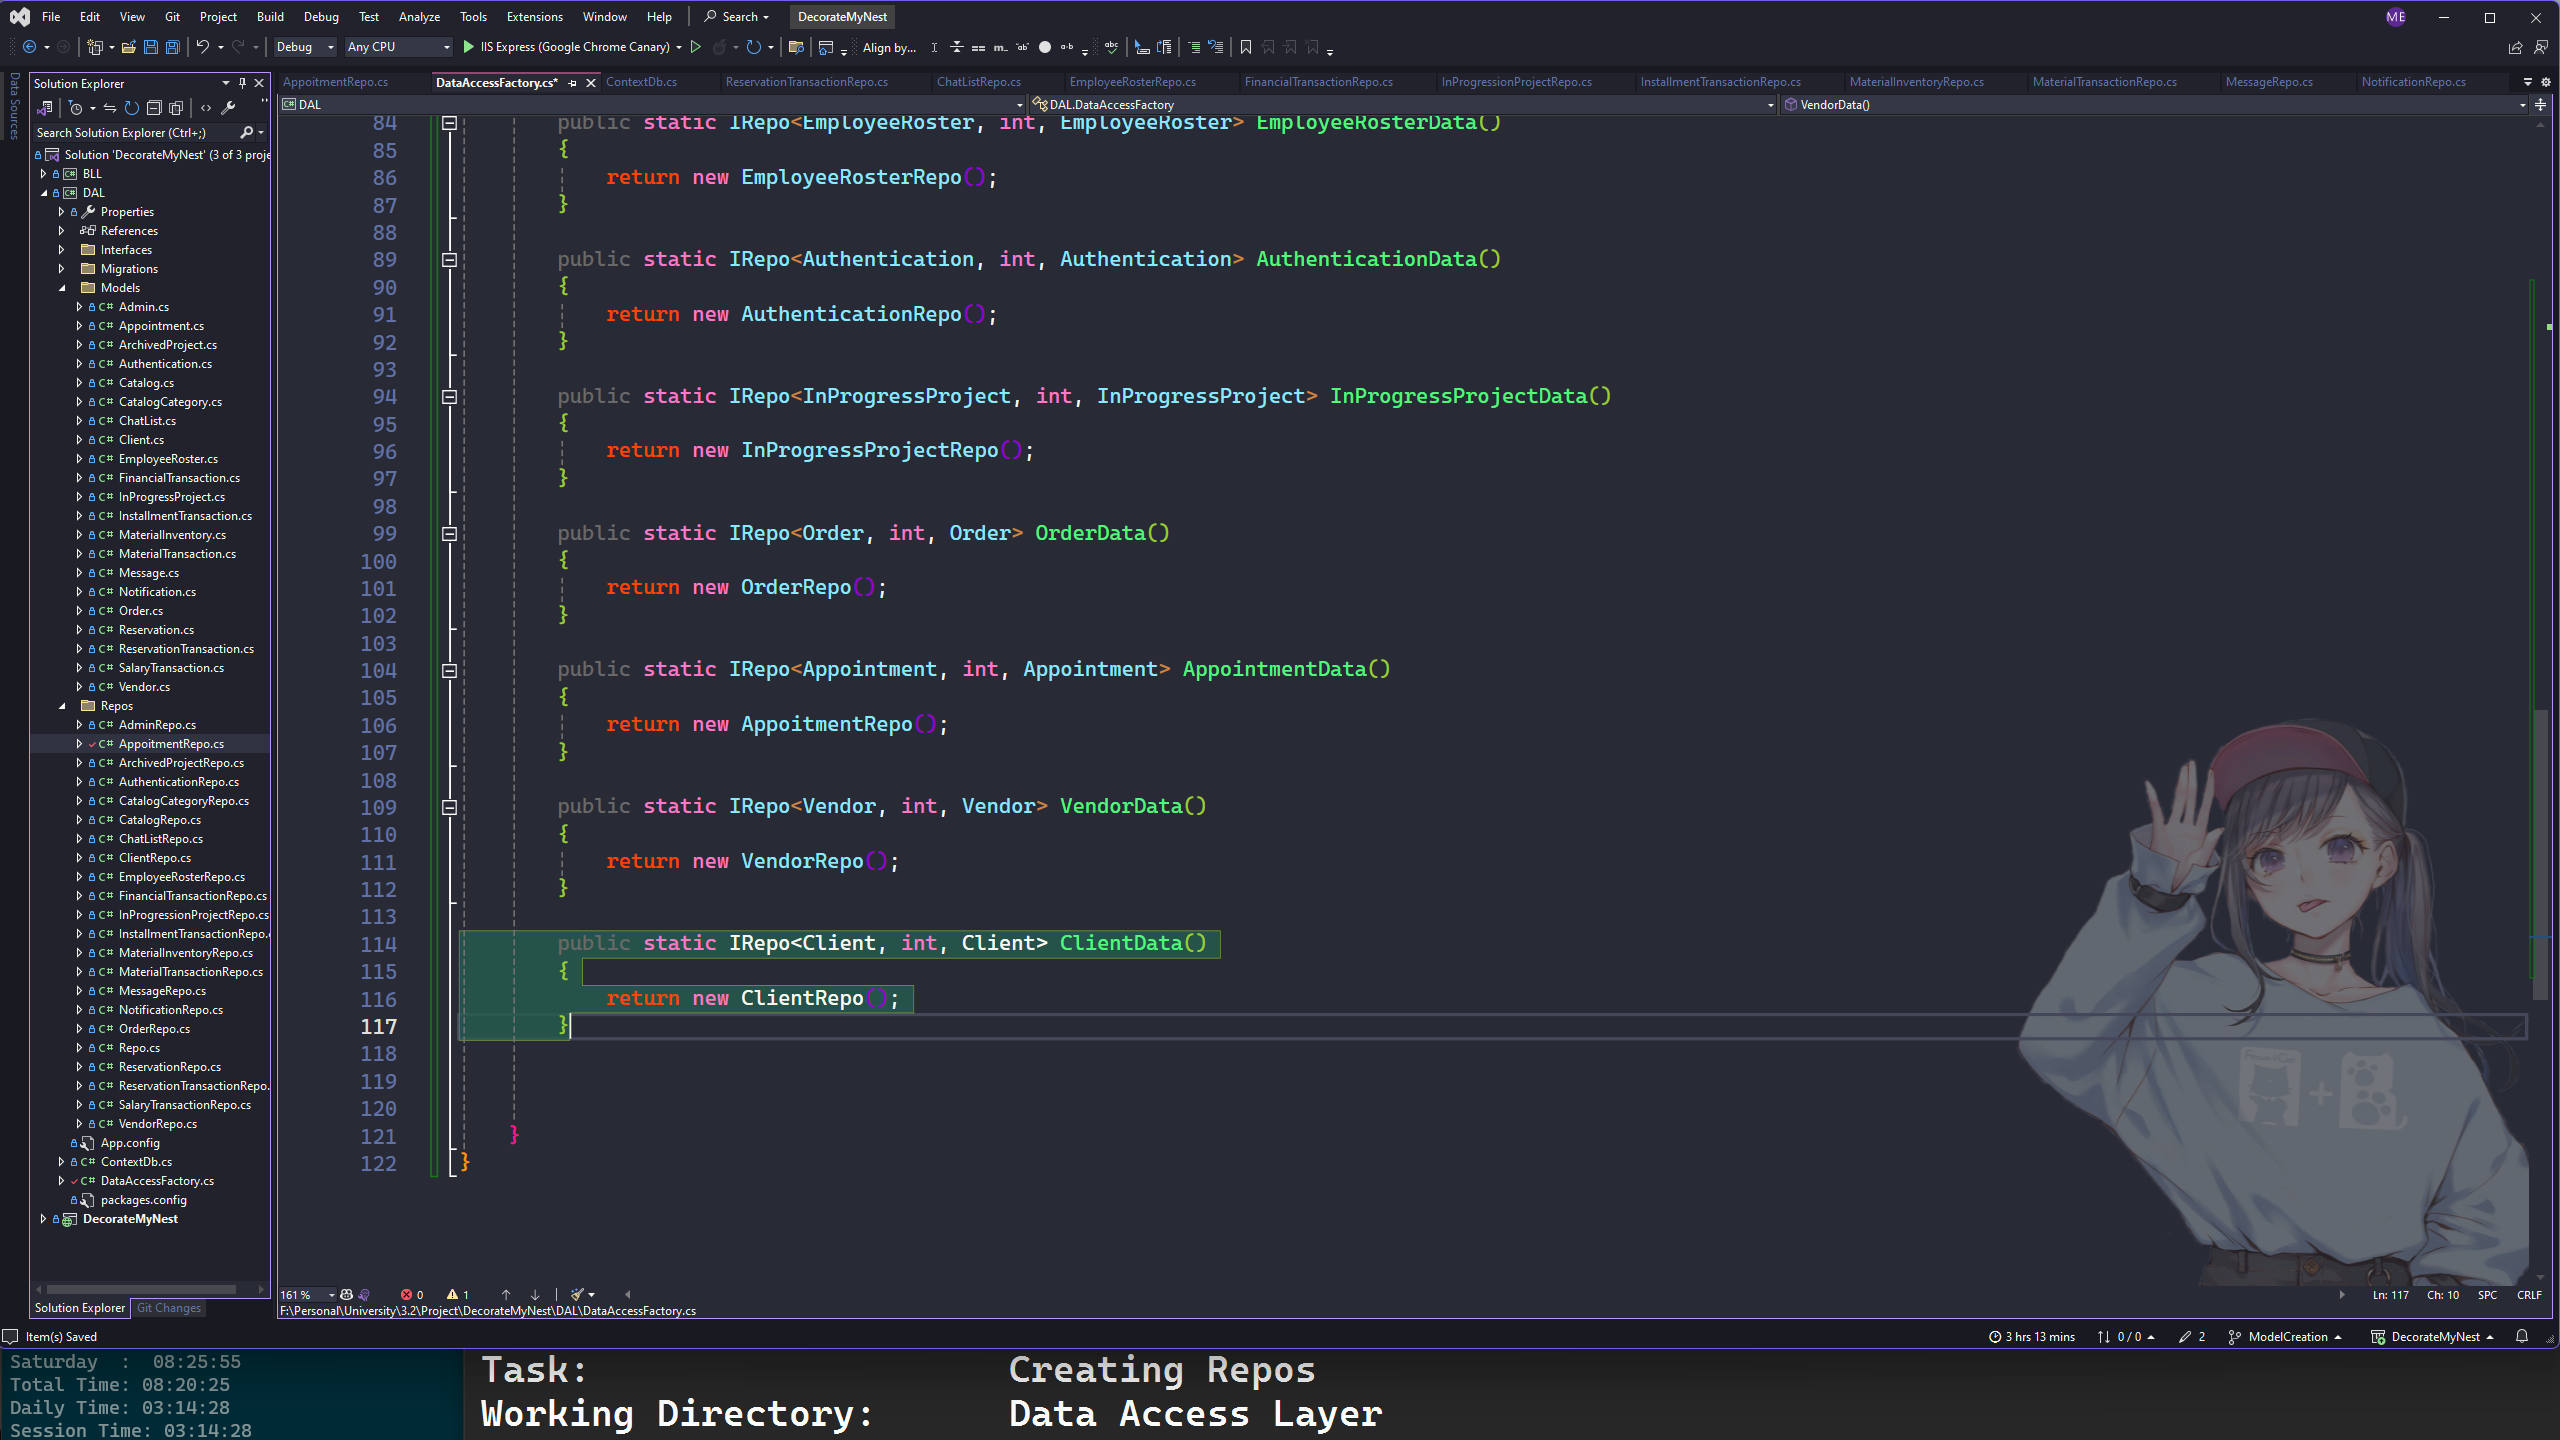 File Edit View Git Project Build Debug Test Analyze Tools Extensions Window Help Search DecorateMyNest ME
Debug Any CPU IIS Express (Google Chrome Canary) Align by...
Data Sources
Solution Explorer
Search Solution Explorer (Ctrl+;)
Solution 'DecorateMyNest' (3 of 3 proje
BLL
DAL
Properties
References
Interfaces
Migrations
Models
Admin.cs
Appointment.cs
ArchivedProject.cs
Authentication.cs
Catalog.cs
CatalogCategory.cs
ChatList.cs
Client.cs
EmployeeRoster.cs
FinancialTransaction.cs
InProgressProject.cs
InstallmentTransaction.cs
MaterialInventory.cs
MaterialTransaction.cs
Message.cs
Notification.cs
Order.cs
Reservation.cs
ReservationTransaction.cs
SalaryTransaction.cs
Vendor.cs
Repos
AdminRepo.cs
AppoitmentRepo.cs
ArchivedProjectRepo.cs
AuthenticationRepo.cs
CatalogCategoryRepo.cs
CatalogRepo.cs
ChatListRepo.cs
ClientRepo.cs
EmployeeRosterRepo.cs
FinancialTransactionRepo.cs
InProgressionProjectRepo.cs
InstallmentTransactionRepo.
MaterialInventoryRepo.cs
MaterialTransactionRepo.cs
MessageRepo.cs
NotificationRepo.cs
OrderRepo.cs
Repo.cs
ReservationRepo.cs
ReservationTransactionRepo.
SalaryTransactionRepo.cs
VendorRepo.cs
App.config
ContextDb.cs
DataAccessFactory.cs
packages.config
DecorateMyNest
Solution Explorer Git Changes
AppoitmentRepo.cs DataAccessFactory.cs* ContextDb.cs ReservationTransactionRepo.cs ChatListRepo.cs EmployeeRosterRepo.cs FinancialTransactionRepo.cs InProgressionProjectRepo.cs InstallmentTransactionRepo.cs MaterialInventoryRepo.cs MaterialTransactionRepo.cs MessageRepo.cs NotificationRepo.cs
DAL DAL.DataAccessFactory VendorData()
84 public static IRepo<EmployeeRoster, int, EmployeeRoster> EmployeeRosterData()
85 {
86 return new EmployeeRosterRepo();
87 }
88
89 public static IRepo<Authentication, int, Authentication> AuthenticationData()
90 {
91 return new AuthenticationRepo();
92 }
93
94 public static IRepo<InProgressProject, int, InProgressProject> InProgressProjectData()
95 {
96 return new InProgressProjectRepo();
97 }
98
99 public static IRepo<Order, int, Order> OrderData()
100 {
101 return new OrderRepo();
102 }
103
104 public static IRepo<Appointment, int, Appointment> AppointmentData()
105 {
106 return new AppoitmentRepo();
107 }
108
109 public static IRepo<Vendor, int, Vendor> VendorData()
110 {
111 return new VendorRepo();
112 }
113
114 public static IRepo<Client, int, Client> ClientData()
115 {
116 return new ClientRepo();
117 }
118
119
120
121 }
122 }
161 % 0 1 Ln: 117 Ch: 10 SPC CRLF
F:\Personal\University\3.2\Project\DecorateMyNest\DAL\DataAccessFactory.cs
Item(s) Saved 3 hrs 13 mins 0 / 0 2 ModelCreation DecorateMyNest
Saturday : 08:25:55
Total Time: 08:20:25
Daily Time: 03:14:28
Session Time: 03:14:28
Task: Creating Repos
Working Directory: Data Access Layer